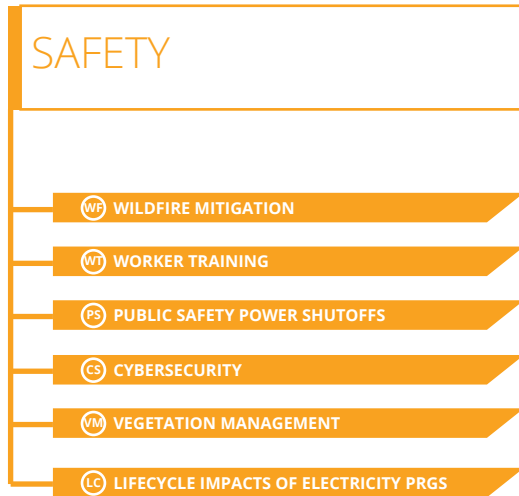 SAFETY
WF WILDFIRE MITIGATION
WT WORKER TRAINING
PS PUBLIC SAFETY POWER SHUTOFFS
CS CYBERSECURITY
VM VEGETATION MANAGEMENT
LC LIFECYCLE IMPACTS OF ELECTRICITY PRGS